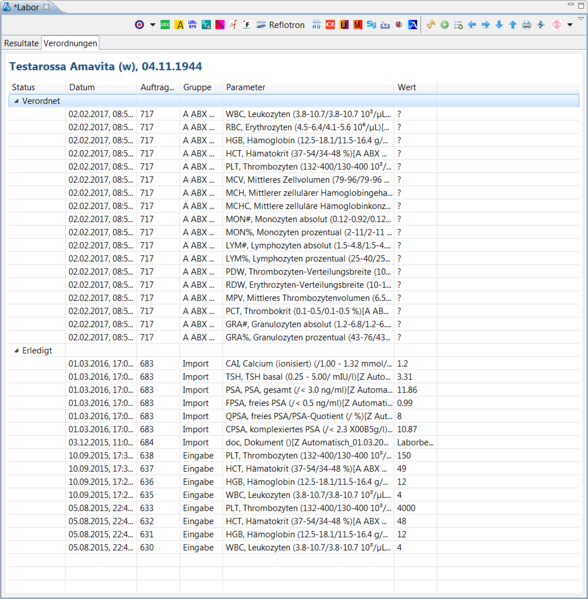 *Labor
Reflotron
Resultate Verordnungen
Testarossa Amavita (w), 04.11.1944
Status Datum Auftrag... Gruppe Parameter Wert
Verordnet
02.02.2017, 08:5... 717 A ABX ... WBC, Leukozyten (3.8-10.7/3.8-10.7 10³/µL... ?
02.02.2017, 08:5... 717 A ABX ... RBC, Erythrozyten (4.5-6.4/4.1-5.6 10⁶/µL)[... ?
02.02.2017, 08:5... 717 A ABX ... HGB, Hämoglobin (12.5-18.1/11.5-16.4 g/... ?
02.02.2017, 08:5... 717 A ABX ... HCT, Hämatokrit (37-54/34-48 %)[A ABX ... ?
02.02.2017, 08:5... 717 A ABX ... PLT, Thrombozyten (132-400/130-400 10³/... ?
02.02.2017, 08:5... 717 A ABX ... MCV, Mittleres Zellvolumen (79-96/79-96 ... ?
02.02.2017, 08:5... 717 A ABX ... MCH, Mittlerer zellulärer Hamoglobingeha... ?
02.02.2017, 08:5... 717 A ABX ... MCHC, Mittlere zelluläre Hämoglobinkonz... ?
02.02.2017, 08:5... 717 A ABX ... MON#, Monozyten absolut (0.12-0.92/0.12... ?
02.02.2017, 08:5... 717 A ABX ... MON%, Monozyten prozentual (2-11/2-11 ... ?
02.02.2017, 08:5... 717 A ABX ... LYM#, Lymphozyten absolut (1.5-4.8/1.5-4.... ?
02.02.2017, 08:5... 717 A ABX ... LYM%, Lymphozyten prozentual (25-40/25... ?
02.02.2017, 08:5... 717 A ABX ... PDW, Thrombozyten-Verteilungsbreite (10... ?
02.02.2017, 08:5... 717 A ABX ... RDW, Erythrozyten-Verteilungsbreite (10-1... ?
02.02.2017, 08:5... 717 A ABX ... MPV, Mittleres Thrombozytenvolumen (6.5... ?
02.02.2017, 08:5... 717 A ABX ... PCT, Thrombokrit (0.1-0.5/0.1-0.5 %)[A AB... ?
02.02.2017, 08:5... 717 A ABX ... GRA#, Granulozyten absolut (1.2-6.8/1.2-6.... ?
02.02.2017, 08:5... 717 A ABX ... GRA%, Granulozyten prozentual (43-76/43... ?
Erledigt
01.03.2016, 17:0... 683 Import CAI, Calcium (ionisiert) (/1.00 - 1.32 mmol/... 1.2
01.03.2016, 17:0... 683 Import TSH, TSH basal (0.25 - 5.00/ mIU/l)[Z Auto... 3.31
01.03.2016, 17:0... 683 Import PSA, PSA, gesamt (/< 3.0 ng/ml)[Z Autom... 11.86
01.03.2016, 17:0... 683 Import FPSA, freies PSA (/< 0.5 ng/ml)[Z Automati... 0.99
01.03.2016, 17:0... 683 Import QPSA, freies PSA/PSA-Quotient (/ %)[Z Aut... 8
01.03.2016, 17:0... 683 Import CPSA, komplexiertes PSA (/< 2.3 X00B5g/l)... 10.87
03.12.2015, 11:0... 684 Import doc, Dokument ()[Z Automatisch_01.03.20... Laborbe...
10.09.2015, 17:3... 638 Eingabe PLT, Thrombozyten (132-400/130-400 10³/... 150
10.09.2015, 17:3... 637 Eingabe HCT, Hämatokrit (37-54/34-48 %)[A ABX ... 49
10.09.2015, 17:2... 636 Eingabe HGB, Hämoglobin (12.5-18.1/11.5-16.4 g/... 12
10.09.2015, 17:2... 635 Eingabe WBC, Leukozyten (3.8-10.7/3.8-10.7 10³/µL... 4
05.08.2015, 22:4... 633 Eingabe PLT, Thrombozyten (132-400/130-400 10³/... 4000
05.08.2015, 22:4... 632 Eingabe HCT, Hämatokrit (37-54/34-48 %)[A ABX ... 48
05.08.2015, 22:4... 631 Eingabe HGB, Hämoglobin (12.5-18.1/11.5-16.4 g/... 12
05.08.2015, 22:4... 630 Eingabe WBC, Leukozyten (3.8-10.7/3.8-10.7 10³/µL... 4